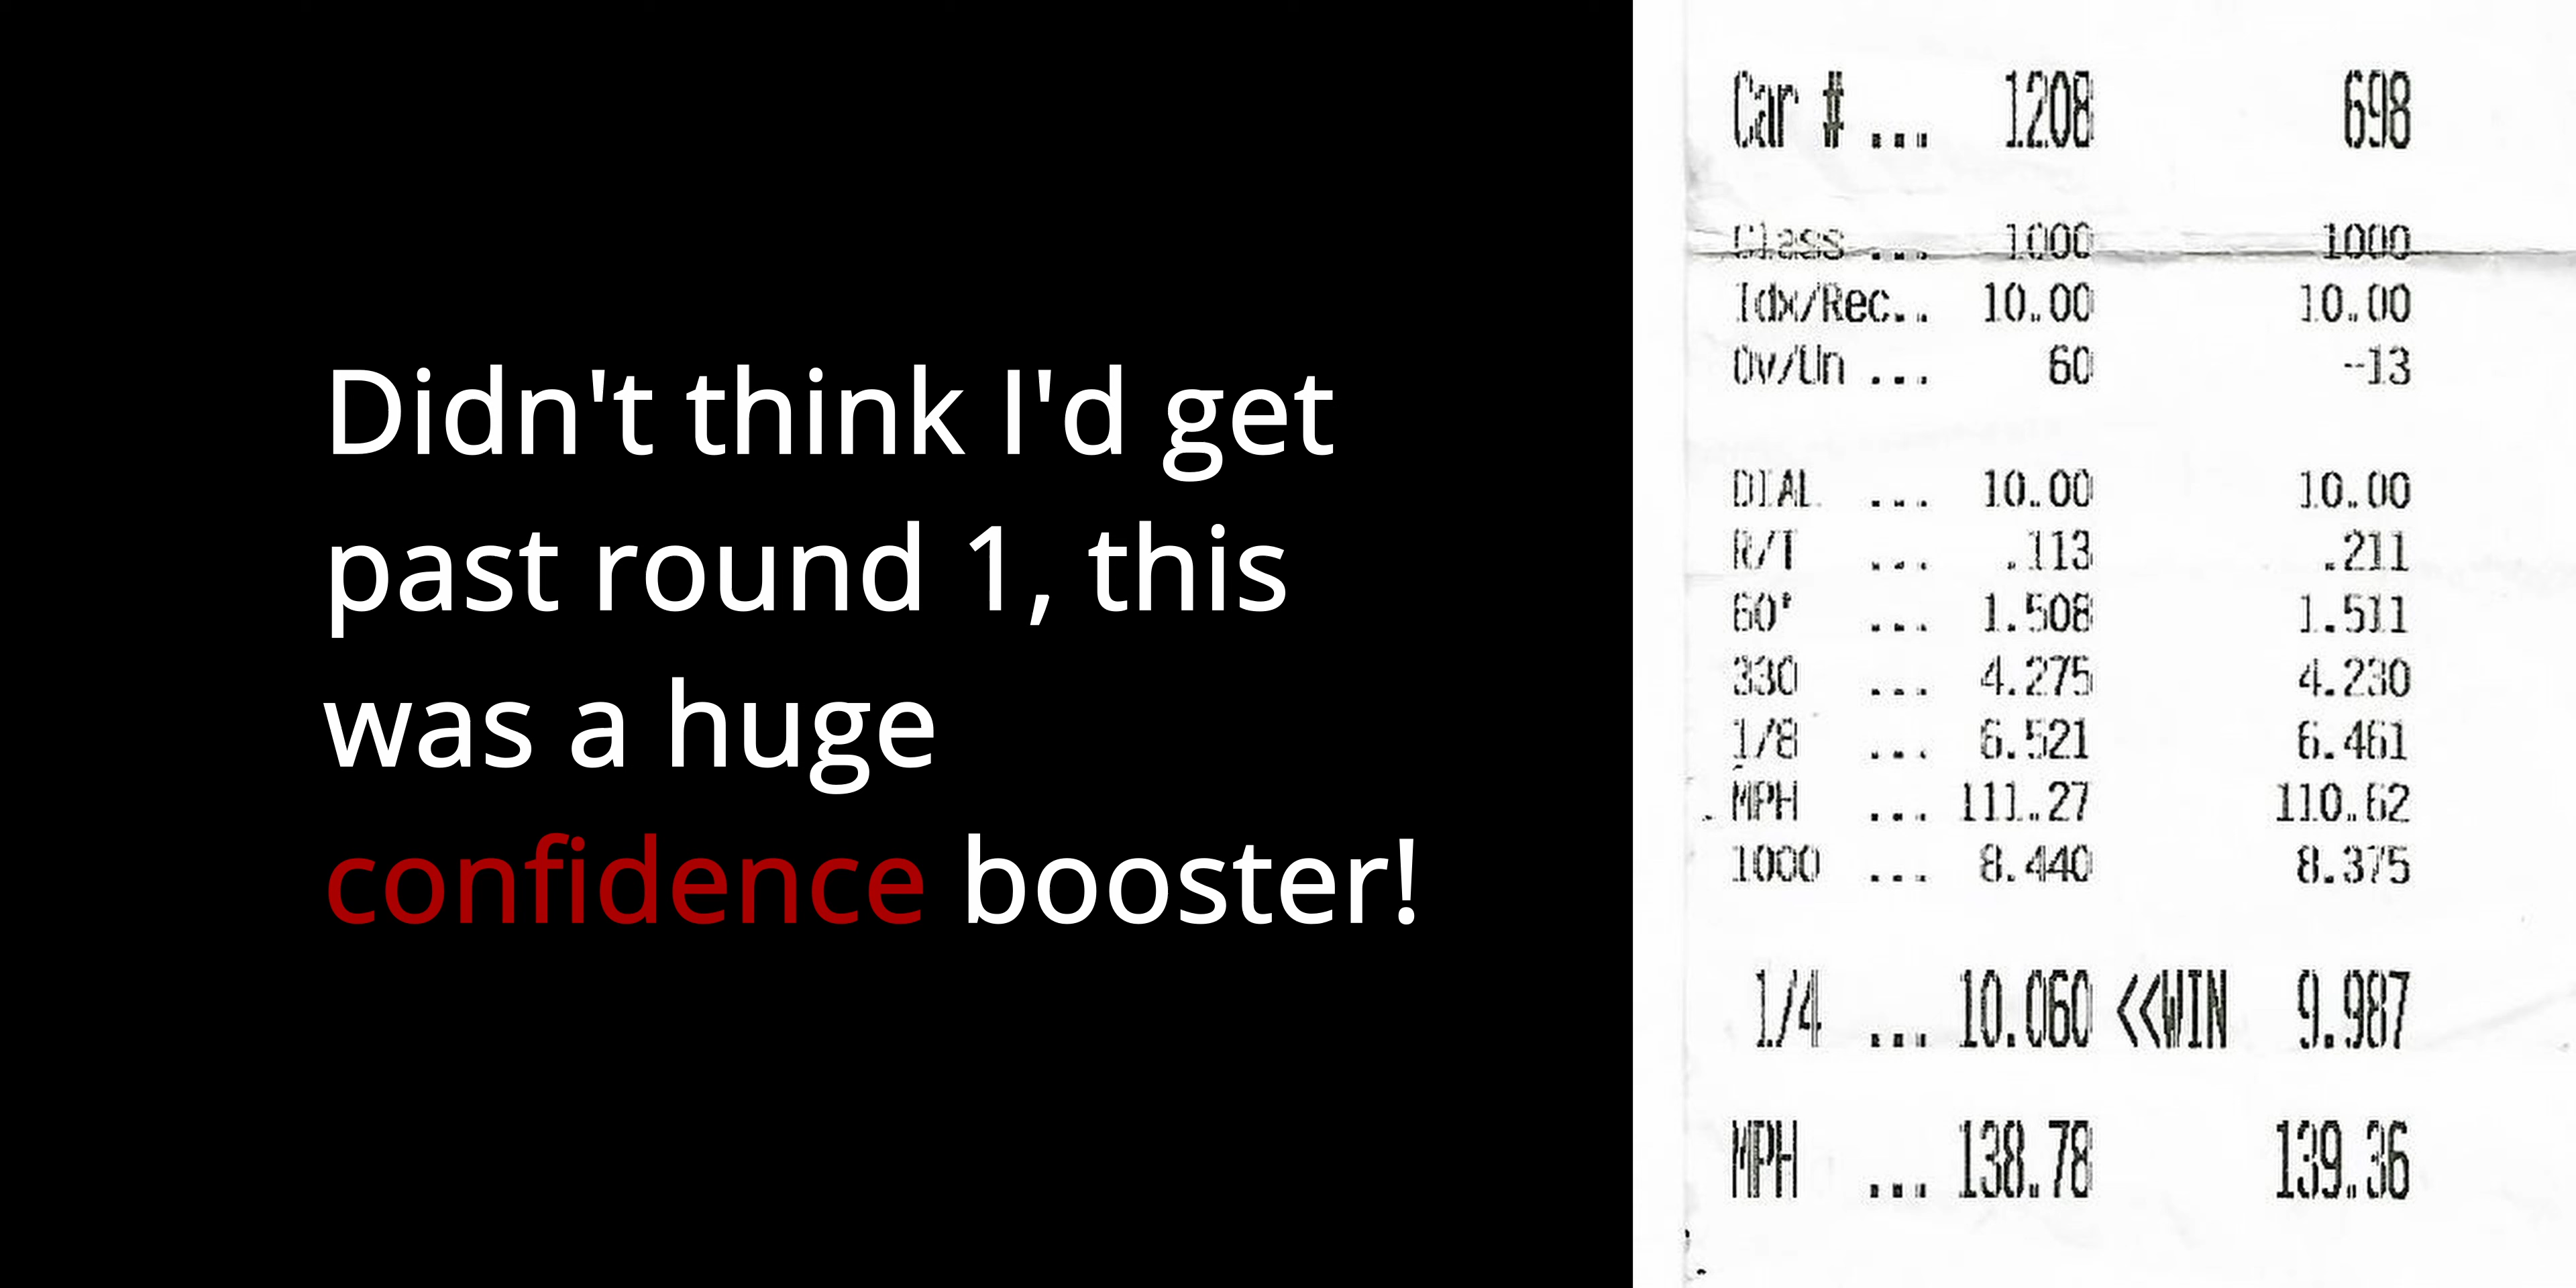 Didn't think I'd get
past round 1, this
was a huge
confidence booster!
Car # ... 1208 698
Class ... 1000 1000
Idx/Rec.. 10.00 10.00
Ov/Un ... 60 -13
DIAL ... 10.00 10.00
R/T ... .113 .211
60' ... 1.508 1.511
330 ... 4.275 4.230
1/8 ... 6.521 6.461
MPH ... 111.27 110.62
1000 ... 8.440 8.375
1/4 ... 10.060 <<WIN 9.987
MPH ... 138.78 139.36